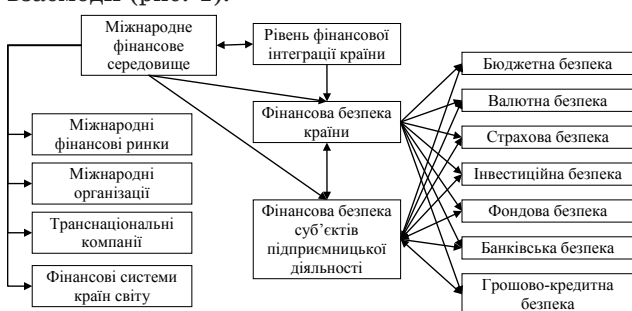 взаємодії (рис. 1).
Міжнародне
фінансове
середовище
Рівень фінансової
інтеграції країни
Міжнародні
фінансові ринки
Міжнародні
організації
Транснаціональні
компанії
Фінансові системи
країн світу
Фінансова безпека
країни
Фінансова безпека
суб’єктів
підприємницької
діяльності
Бюджетна безпека
Валютна безпека
Страхова безпека
Інвестиційна безпека
Фондова безпека
Банківська безпека
Грошово-кредитна
безпека